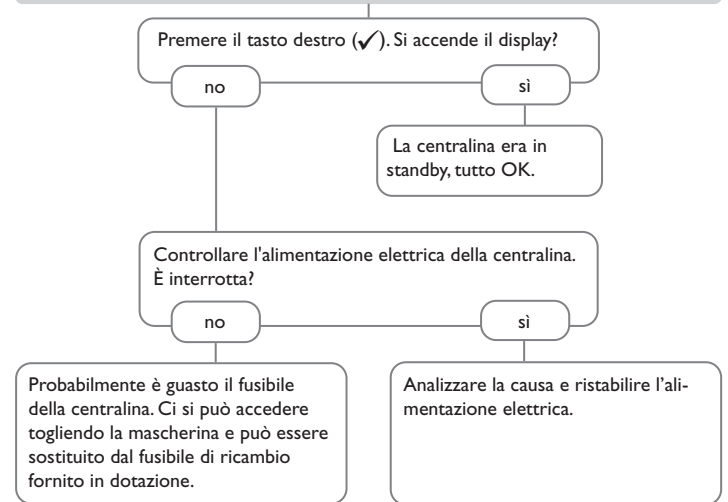 Premere il tasto destro (✓). Si accende il display?
no
sì
La centralina era in
standby, tutto OK.
Controllare l'alimentazione elettrica della centralina.
È interrotta?
no
sì
Probabilmente è guasto il fusibile
della centralina. Ci si può accedere
togliendo la mascherina e può essere
sostituito dal fusibile di ricambio
fornito in dotazione.
Analizzare la causa e ristabilire l’ali-
mentazione elettrica.